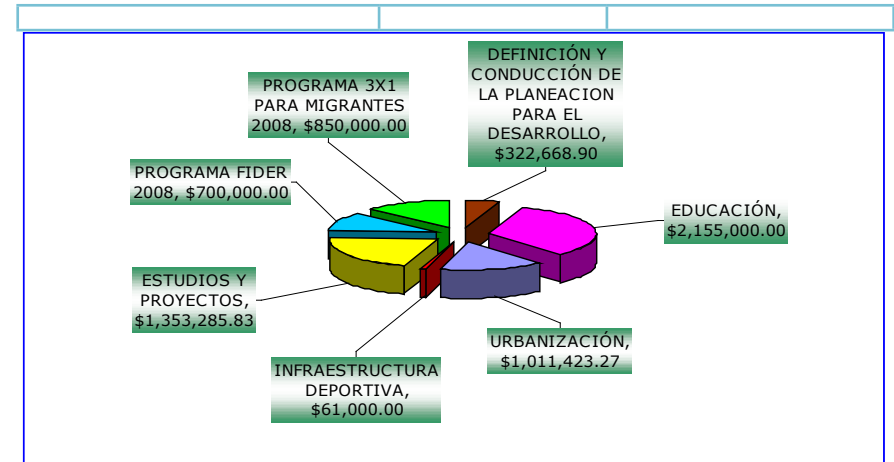 DEFINICIÓN Y
CONDUCCIÓN DE
LA PLANEACION
PARA EL
DESARROLLO,
$322,668.90
PROGRAMA 3X1
PARA MIGRANTES
2008, $850,000.00
PROGRAMA FIDER
2008, $700,000.00
EDUCACIÓN,
$2,155,000.00
ESTUDIOS Y
PROYECTOS,
$1,353,285.83
URBANIZACIÓN,
$1,011,423.27
INFRAESTRUCTURA
DEPORTIVA,
$61,000.00